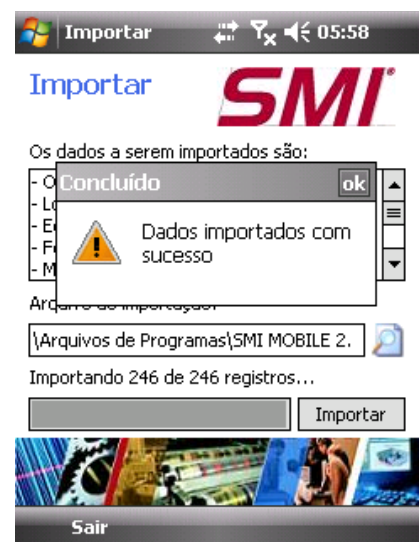 Importar
05:58
Importar
SMI®
Os dados a serem importados são:
- O
Concluído
ok
- Lo
- E
- F
- M
Dados importados com
sucesso
\Arquivos de Programas\SMI MOBILE 2.
Importando 246 de 246 registros...
Importar
Sair